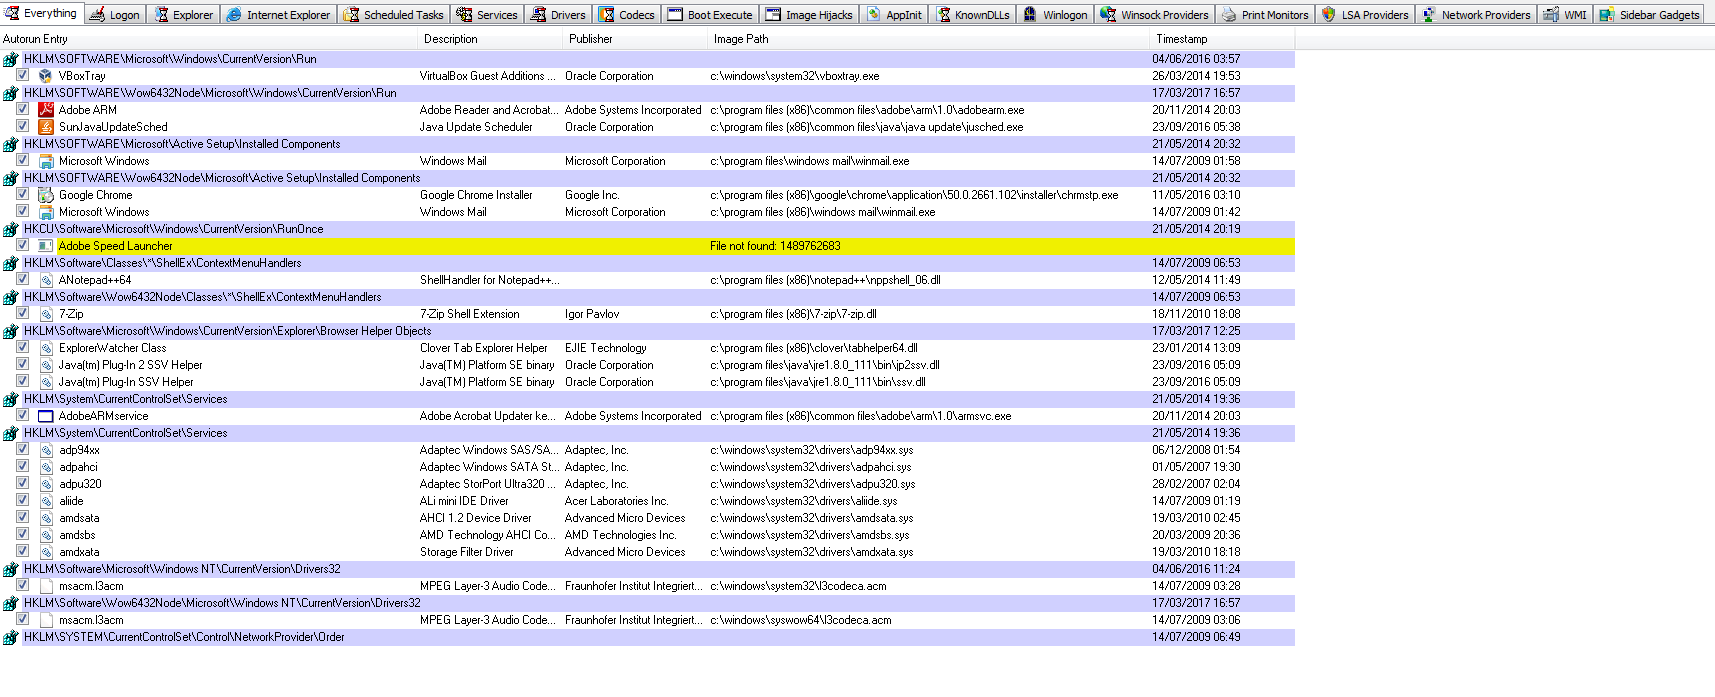 Everything Logon Explorer Internet Explorer Scheduled Tasks Services Drivers Codecs Boot Execute Image Hijacks AppInit KnownDLLs Winlogon Winsock Providers Print Monitors LSA Providers Network Providers WMI Sidebar Gadgets
Autorun Entry Description Publisher Image Path Timestamp
HKLM\SOFTWARE\Microsoft\Windows\CurrentVersion\Run 04/06/2016 03:57
VBoxTray VirtualBox Guest Additions ... Oracle Corporation c:\windows\system32\vboxtray.exe 26/03/2014 19:53
HKLM\SOFTWARE\Wow6432Node\Microsoft\Windows\CurrentVersion\Run 17/03/2017 16:57
Adobe ARM Adobe Reader and Acrobat... Adobe Systems Incorporated c:\program files (x86)\common files\adobe\arm\1.0\adobearm.exe 20/11/2014 20:03
SunJavaUpdateSched Java Update Scheduler Oracle Corporation c:\program files (x86)\common files\java\java update\jusched.exe 23/09/2016 05:38
HKLM\SOFTWARE\Microsoft\Active Setup\Installed Components 21/05/2014 20:32
Microsoft Windows Windows Mail Microsoft Corporation c:\program files\windows mail\winmail.exe 14/07/2009 01:58
HKLM\SOFTWARE\Wow6432Node\Microsoft\Active Setup\Installed Components 21/05/2014 20:32
Google Chrome Google Chrome Installer Google Inc. c:\program files (x86)\google\chrome\application\50.0.2661.102\installer\chrmstp.exe 11/05/2016 03:10
Microsoft Windows Windows Mail Microsoft Corporation c:\program files (x86)\windows mail\winmail.exe 14/07/2009 01:42
HKCU\Software\Microsoft\Windows\CurrentVersion\RunOnce 21/05/2014 20:19
Adobe Speed Launcher File not found: 1489762683
HKLM\Software\Classes\*\ShellEx\ContextMenuHandlers 14/07/2009 06:53
ANotepad++64 ShellHandler for Notepad++... c:\program files (x86)\notepad++\nppshell_06.dll 12/05/2014 11:49
HKLM\Software\Wow6432Node\Classes\*\ShellEx\ContextMenuHandlers 14/07/2009 06:53
7-Zip 7-Zip Shell Extension Igor Pavlov c:\program files (x86)\7-zip\7-zip.dll 18/11/2010 18:08
HKLM\Software\Microsoft\Windows\CurrentVersion\Explorer\Browser Helper Objects 17/03/2017 12:25
ExplorerWatcher Class Clover Tab Explorer Helper EJIE Technology c:\program files (x86)\clover\tabhelper64.dll 23/01/2014 13:09
Java(tm) Plug-In 2 SSV Helper Java(TM) Platform SE binary Oracle Corporation c:\program files\java\jre1.8.0_111\bin\jp2ssv.dll 23/09/2016 05:09
Java(tm) Plug-In SSV Helper Java(TM) Platform SE binary Oracle Corporation c:\program files\java\jre1.8.0_111\bin\ssv.dll 23/09/2016 05:09
HKLM\System\CurrentControlSet\Services 21/05/2014 19:36
AdobeARMservice Adobe Acrobat Updater ke... Adobe Systems Incorporated c:\program files (x86)\common files\adobe\arm\1.0\armsvc.exe 20/11/2014 20:03
HKLM\System\CurrentControlSet\Services 21/05/2014 19:36
adp94xx Adaptec Windows SAS/SA... Adaptec, Inc. c:\windows\system32\drivers\adp94xx.sys 06/12/2008 01:54
adpahci Adaptec Windows SATA St... Adaptec, Inc. c:\windows\system32\drivers\adpahci.sys 01/05/2007 19:30
adpu320 Adaptec StorPort Ultra320 ... Adaptec, Inc. c:\windows\system32\drivers\adpu320.sys 28/02/2007 02:04
aliide ALi mini IDE Driver Acer Laboratories Inc. c:\windows\system32\drivers\aliide.sys 14/07/2009 01:19
amdsata AHCI 1.2 Device Driver Advanced Micro Devices c:\windows\system32\drivers\amdsata.sys 19/03/2010 02:45
amdsbs AMD Technology AHCI Co... AMD Technologies Inc. c:\windows\system32\drivers\amdsbs.sys 20/03/2009 20:36
amdxata Storage Filter Driver Advanced Micro Devices c:\windows\system32\drivers\amdxata.sys 19/03/2010 18:18
HKLM\Software\Microsoft\Windows NT\CurrentVersion\Drivers32 04/06/2016 11:24
msacm.l3acm MPEG Layer-3 Audio Code... Fraunhofer Institut Integriert... c:\windows\system32\l3codeca.acm 14/07/2009 03:28
HKLM\Software\Wow6432Node\Microsoft\Windows NT\CurrentVersion\Drivers32 17/03/2017 16:57
msacm.l3acm MPEG Layer-3 Audio Code... Fraunhofer Institut Integriert... c:\windows\syswow64\l3codeca.acm 14/07/2009 03:06
HKLM\SYSTEM\CurrentControlSet\Control\NetworkProvider\Order 14/07/2009 06:49